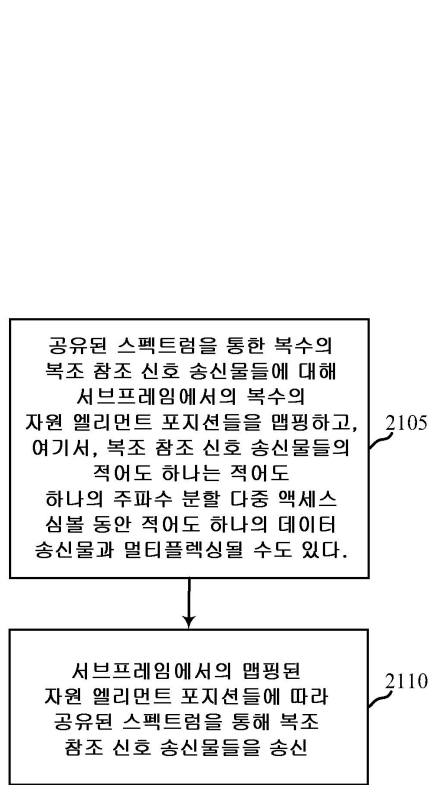 공유된 스펙트럼을 통한 복수의
복조 참조 신호 송신물들에 대해
서브프레임에서의 복수의
자원 엘리먼트 포지션들을 맵핑하고,
여기서, 복조 참조 신호 송신물들의
적어도 하나는 적어도
하나의 주파수 분할 다중 액세스
심볼 동안 적어도 하나의 데이터
송신물과 멀티플렉싱될 수도 있다.
2105
서브프레임에서의 맵핑된
자원 엘리먼트 포지션들에 따라
공유된 스펙트럼을 통해 복조
참조 신호 송신물들을 송신
2110